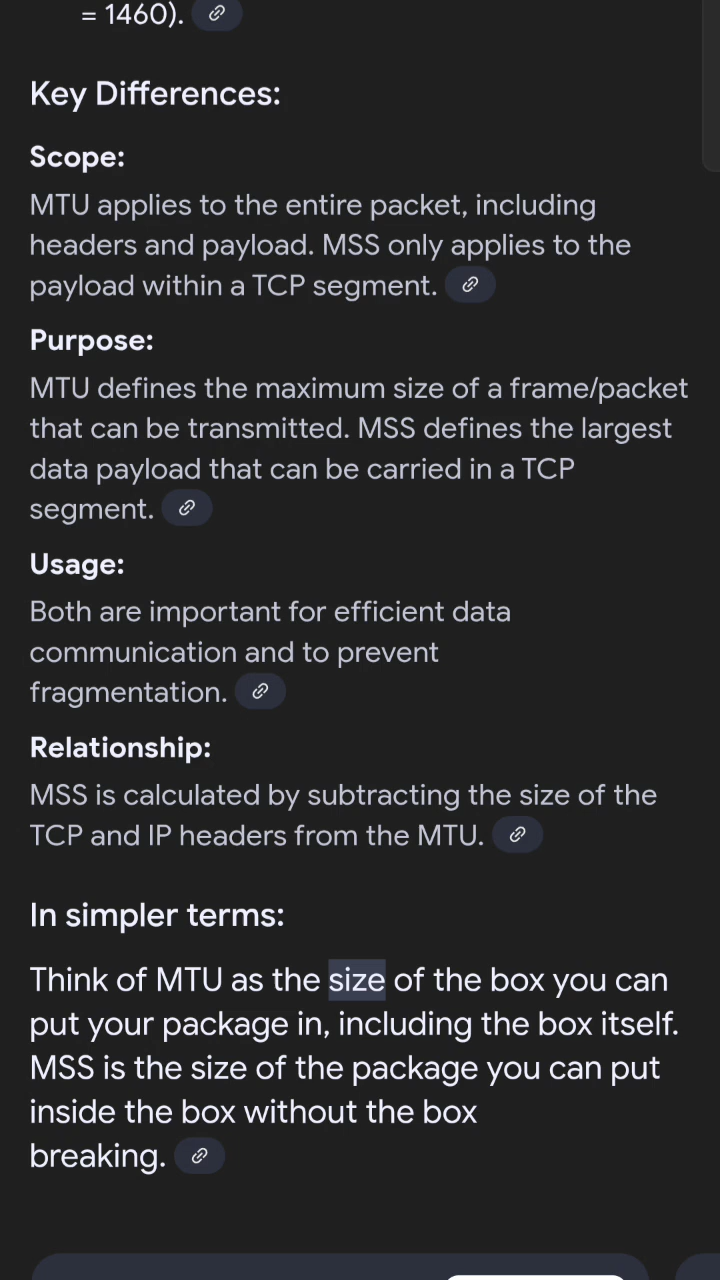 = 1460).
Key Differences:
Scope:
MTU applies to the entire packet, including
headers and payload. MSS only applies to the
payload within a TCP segment.
Purpose:
MTU defines the maximum size of a frame/packet
that can be transmitted. MSS defines the largest
data payload that can be carried in a TCP
segment.
Usage:
Both are important for efficient data
communication and to prevent
fragmentation.
Relationship:
MSS is calculated by subtracting the size of the
TCP and IP headers from the MTU.
In simpler terms:
Think of MTU as the size of the box you can
put your package in, including the box itself.
MSS is the size of the package you can put
inside the box without the box
breaking.